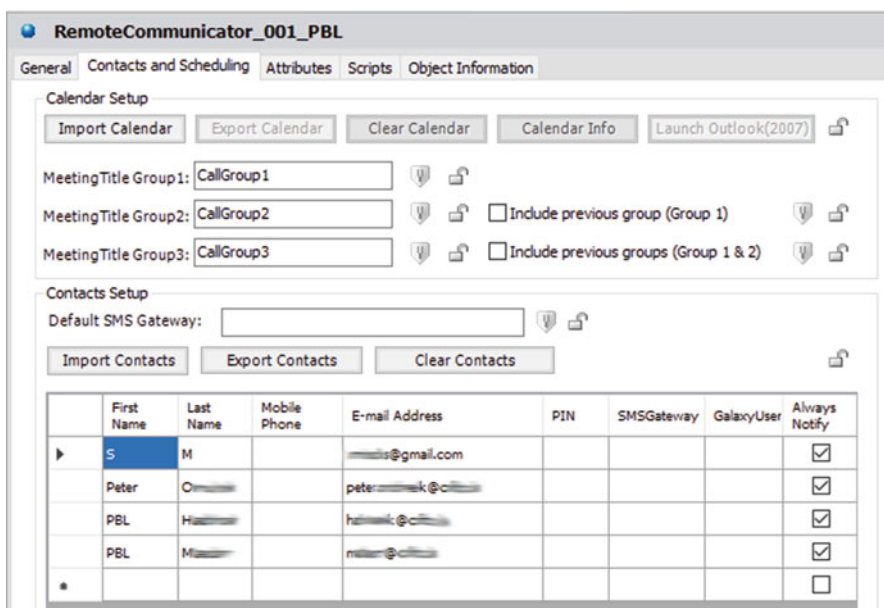 RemoteCommunicator_001_PBL
General Contacts and Scheduling Attributes Scripts Object Information
Calendar Setup
Import Calendar Export Calendar Clear Calendar Calendar Info Launch Outlook(2007)
MeetingTitle Group1: CallGroup1
MeetingTitle Group2: CallGroup2 Include previous group (Group 1)
MeetingTitle Group3: CallGroup3 Include previous groups (Group 1 & 2)
Contacts Setup
Default SMS Gateway:
Import Contacts Export Contacts Clear Contacts
First Name Last Name Mobile Phone E-mail Address PIN SMSGateway GalaxyUser Always Notify
S M @gmail.com
Peter
PBL
PBL